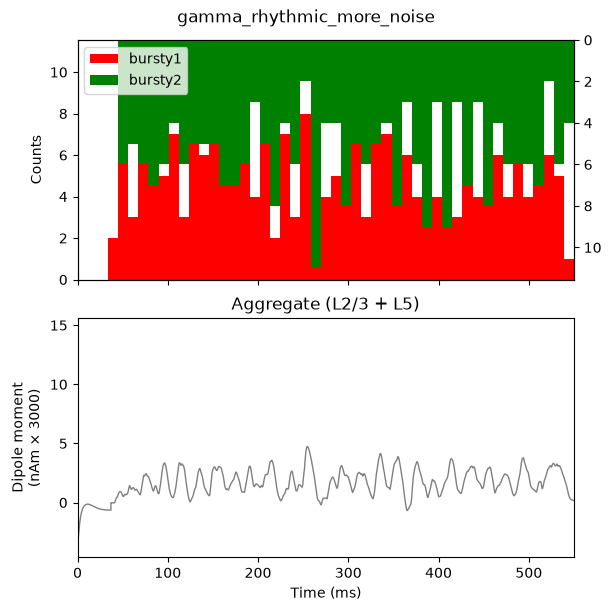 gamma_rhythmic_more_noise
bursty1
bursty2
Counts
10
8
6
4
2
0
0
2
4
6
8
10
Aggregate (L2/3 + L5)
Dipole moment
(nAm × 3000)
15
10
5
0
0
100
200
300
400
500
Time (ms)